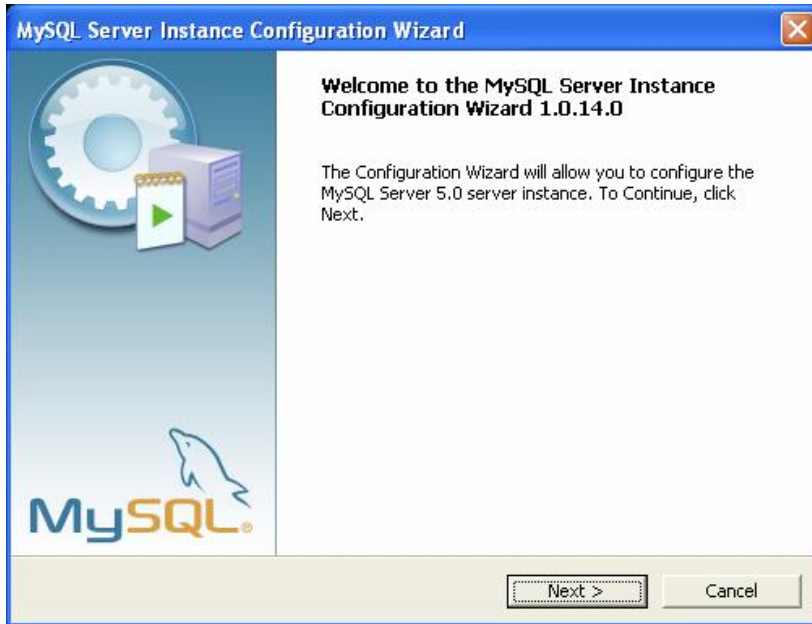 MySQL Server Instance Configuration Wizard
Welcome to the MySQL Server Instance
Configuration Wizard 1.0.14.0
The Configuration Wizard will allow you to configure the
MySQL Server 5.0 server instance. To Continue, click
Next.
MySQL®
Next >
Cancel